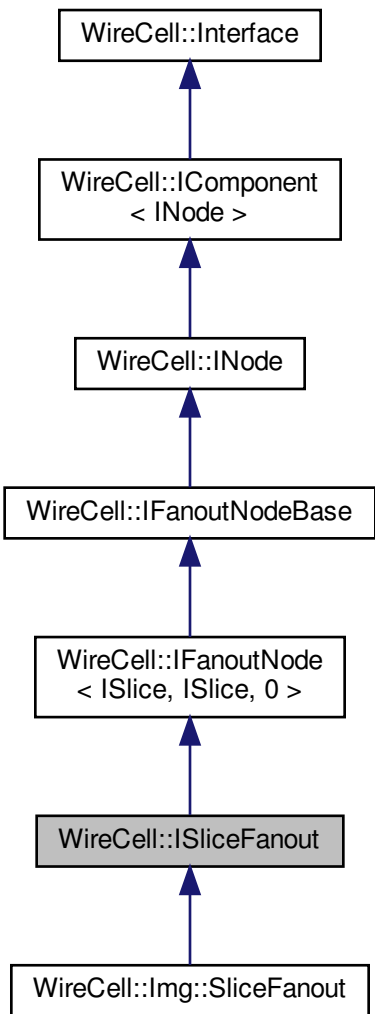 WireCell::Interface
WireCell::IComponent
< INode >
WireCell::INode
WireCell::IFanoutNodeBase
WireCell::IFanoutNode
< ISlice, ISlice, 0 >
WireCell::ISliceFanout
WireCell::Img::SliceFanout